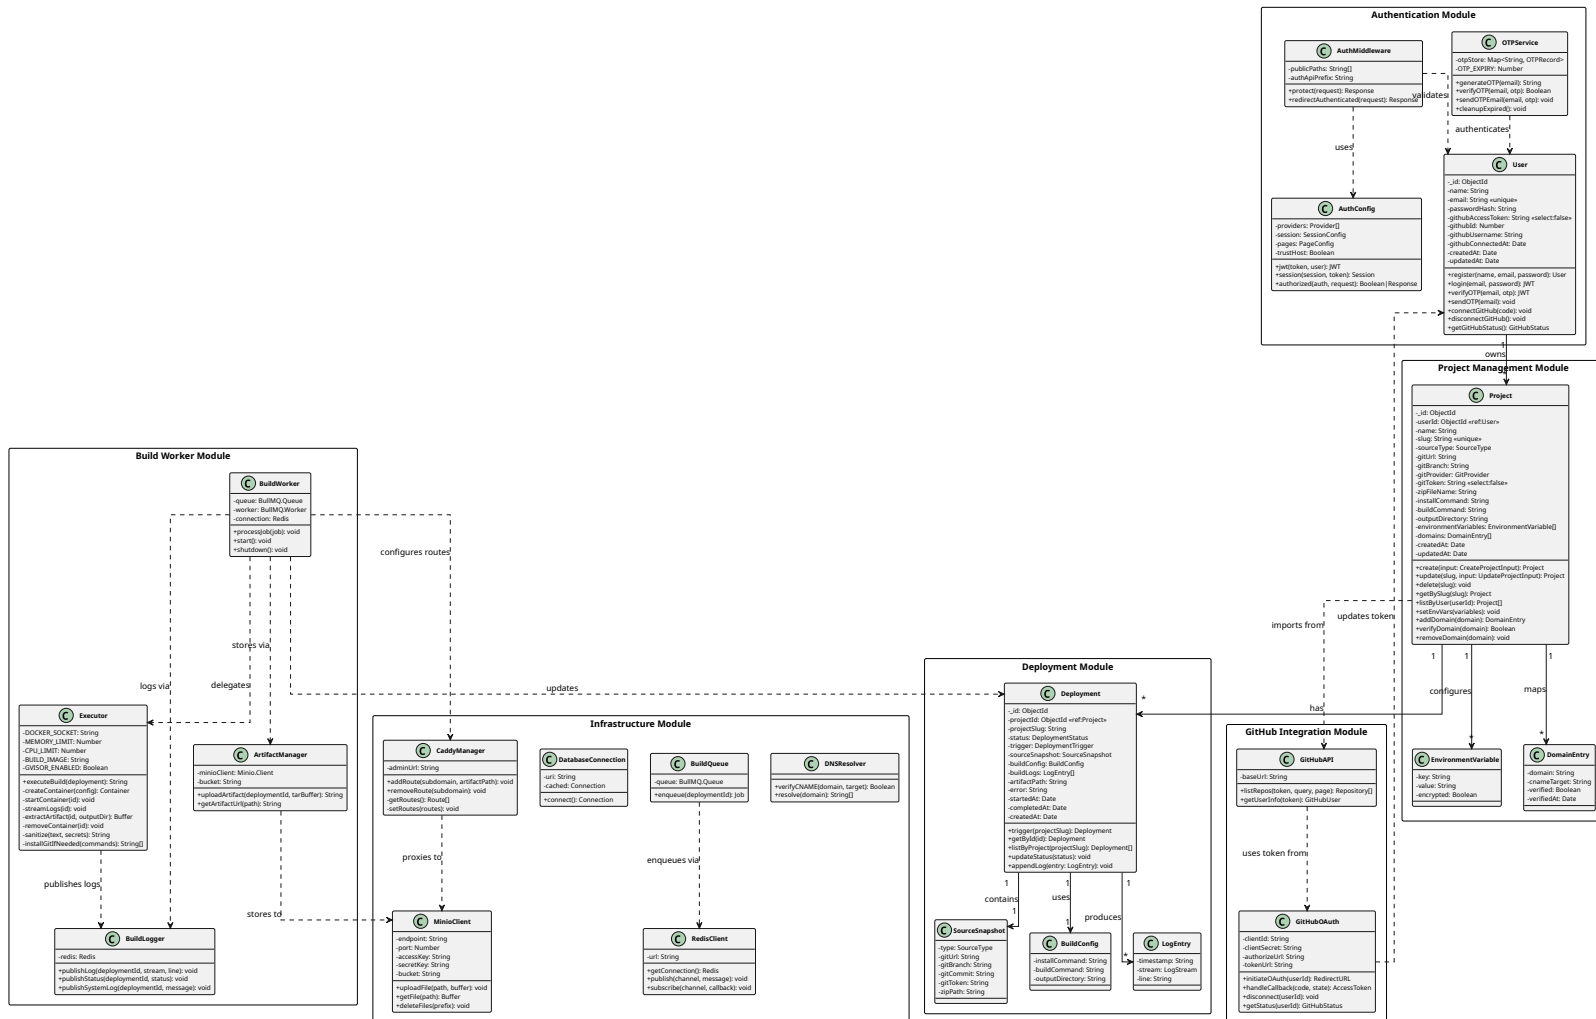 Authentication Module
C AuthMiddleware
-publicPaths: String[]
-authApiPrefix: String
+protect(request): Response
+redirectAuthenticated(request): Response
C OTPService
-otpStore: Map<String, OTPRecord>
-OTP_EXPIRY: Number
+generateOTP(email): String
+verifyOTP(email, otp): Boolean
+sendOTPEmail(email, otp): void
+cleanupExpired(): void
validates
authenticates
uses
C User
-_id: ObjectId
-name: String
-email: String «unique»
-passwordHash: String
-githubAccessToken: String «select:false»
-githubId: Number
-githubUsername: String
-githubConnectedAt: Date
-createdAt: Date
-updatedAt: Date
+register(name, email, password): User
+login(email, password): JWT
+verifyOTP(email, otp): JWT
+sendOTP(email): void
+connectGitHub(code): void
+disconnectGitHub(): void
+getGitHubStatus(): GitHubStatus
C AuthConfig
-providers: Provider[]
-session: SessionConfig
-pages: PageConfig
-trustHost: Boolean
+jwt(token, user): JWT
+session(session, token): Session
+authorized(auth, request): Boolean|Response
1
owns
Project Management Module
C Project
-_id: ObjectId
-userId: ObjectId «ref:User»
-name: String
-slug: String «unique»
-sourceType: SourceType
-gitUrl: String
-gitBranch: String
-gitProvider: GitProvider
-gitToken: String «select:false»
-zipFileName: String
-installCommand: String
-buildCommand: String
-outputDirectory: String
-environmentVariables: EnvironmentVariable[]
-domains: DomainEntry[]
-createdAt: Date
-updatedAt: Date
+create(input: CreateProjectInput): Project
+update(slug, input: UpdateProjectInput): Project
+delete(slug): void
+getBySlug(slug): Project
+listByUser(userId): Project[]
+setEnvVars(variables): void
+addDomain(domain): DomainEntry
+verifyDomain(domain): Boolean
+removeDomain(domain): void
imports from
updates token
1
1
1
configures
maps
has
*
*
*
C EnvironmentVariable
-key: String
-value: String
-encrypted: Boolean
C DomainEntry
-domain: String
-cnameTarget: String
-verified: Boolean
-verifiedAt: Date
Build Worker Module
C BuildWorker
-queue: BullMQ.Queue
-worker: BullMQ.Worker
-connection: Redis
+processJob(job): void
+start(): void
+shutdown(): void
configures routes
stores via
logs via
delegates
updates
C Executor
-DOCKER_SOCKET: String
-MEMORY_LIMIT: Number
-CPU_LIMIT: Number
-BUILD_IMAGE: String
-GVISOR_ENABLED: Boolean
+executeBuild(deployment): String
-createContainer(config): Container
-startContainer(id): void
-streamLogs(id): void
-extractArtifact(id, outputDir): Buffer
-removeContainer(id): void
-sanitize(text, secrets): String
-installGitIfNeeded(commands): String[]
C ArtifactManager
-minioClient: Minio.Client
-bucket: String
+uploadArtifact(deploymentId, tarBuffer): String
+getArtifactUrl(path): String
publishes logs
stores to
C BuildLogger
-redis: Redis
+publishLog(deploymentId, stream, line): void
+publishStatus(deploymentId, status): void
+publishSystemLog(deploymentId, message): void
Infrastructure Module
C CaddyManager
-adminUrl: String
+addRoute(subdomain, artifactPath): void
+removeRoute(subdomain): void
-getRoutes(): Route[]
-setRoutes(routes): void
C DatabaseConnection
-uri: String
-cached: Connection
+connect(): Connection
C BuildQueue
-queue: BullMQ.Queue
+enqueue(deploymentId): Job
C DNSResolver
+verifyCNAME(domain, target): Boolean
+resolve(domain): String[]
proxies to
enqueues via
C MinioClient
-endpoint: String
-port: Number
-accessKey: String
-secretKey: String
-bucket: String
+uploadFile(path, buffer): void
+getFile(path): Buffer
+deleteFiles(prefix): void
C RedisClient
-url: String
+getConnection(): Redis
+publish(channel, message): void
+subscribe(channel, callback): void
Deployment Module
C Deployment
-_id: ObjectId
-projectId: ObjectId «ref:Project»
-projectSlug: String
-status: DeploymentStatus
-trigger: DeploymentTrigger
-sourceSnapshot: SourceSnapshot
-buildConfig: BuildConfig
-buildLogs: LogEntry[]
-artifactPath: String
-error: String
-startedAt: Date
-completedAt: Date
-createdAt: Date
+trigger(projectSlug): Deployment
+getById(id): Deployment
+listByProject(projectSlug): Deployment[]
+updateStatus(status): void
+appendLog(entry: LogEntry): void
1
1
1
contains
uses
produces
1
1
*
C SourceSnapshot
-type: SourceType
-gitUrl: String
-gitBranch: String
-gitCommit: String
-gitToken: String
-zipPath: String
C BuildConfig
-installCommand: String
-buildCommand: String
-outputDirectory: String
C LogEntry
-timestamp: String
-stream: LogStream
-line: String
GitHub Integration Module
C GitHubAPI
-baseUrl: String
+listRepos(token, query, page): Repository[]
+getUserInfo(token): GitHubUser
uses token from
C GitHubOAuth
-clientId: String
-clientSecret: String
-authorizeUrl: String
-tokenUrl: String
+initiateOAuth(userId): RedirectURL
+handleCallback(code, state): AccessToken
+disconnect(userId): void
+getStatus(userId): GitHubStatus